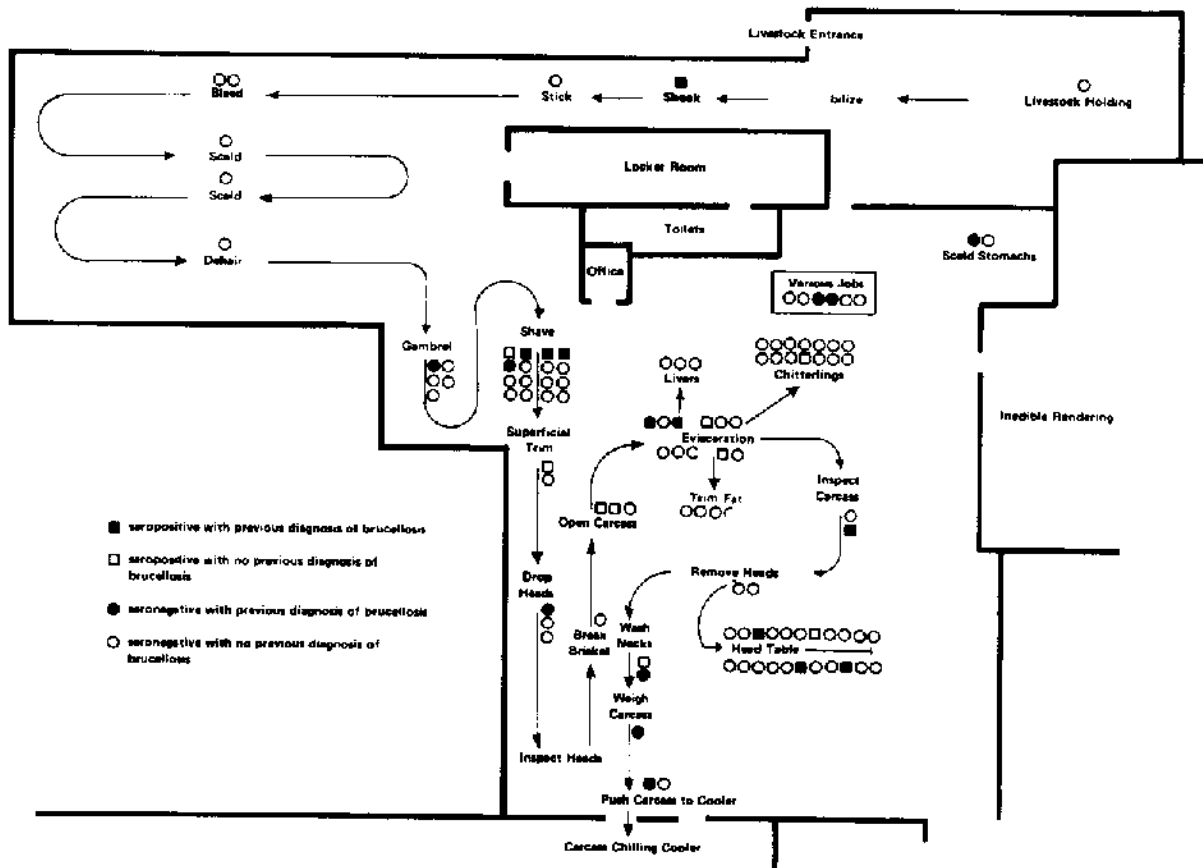 Livestock Entrance
Bleed
Stick
Shock
bilize
Livestock Holding
Scald
Locker Room
Scald
Toilets
Dehair
Office
Scald Stomachs
Various Jobs
Gambrel
Shave
Livers
Chitterlings
Inedible Rendering
Superficial
Trim
Evisceration
Inspect
Carcass
Trim Fat
Open Carcass
seropositive with previous diagnosis of brucellosis
seropositive with no previous diagnosis of
brucellosis
seronegative with previous diagnosis of brucellosis
seronegative with no previous diagnosis of
brucellosis
Drop
Heads
Remove Heads
Break
Brisket
Wash
Necks
Head Table
Weigh
Carcass
Inspect Heads
Push Carcass to Cooler
Carcass Chilling Cooler